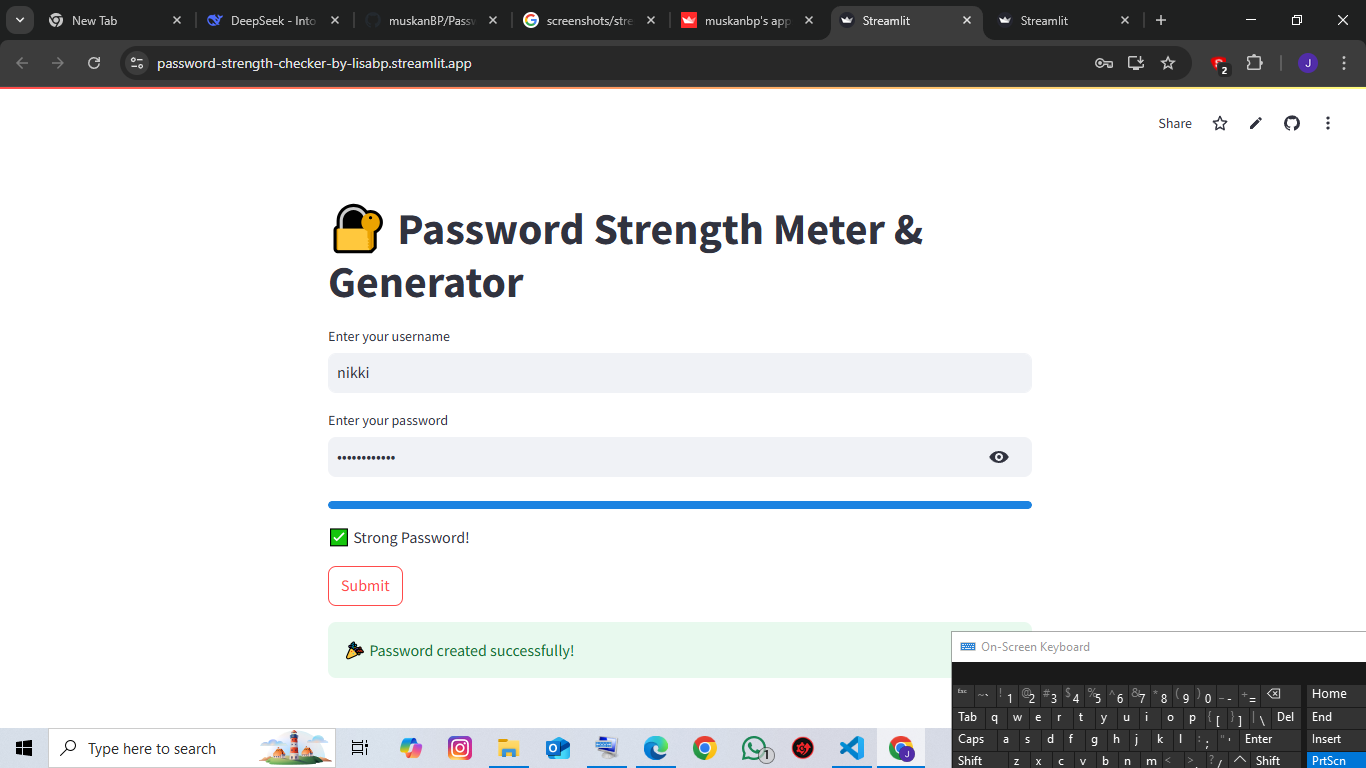 New Tab
DeepSeek - Into
muskanBP/Passw
screenshots/stre
muskanbp's app
Streamlit
Streamlit
password-strength-checker-by-lisabp.streamlit.app
2
J
Share
Password Strength Meter &
Generator
Enter your username
nikki
Enter your password
••••••••••••
Strong Password!
Submit
Password created successfully!
On-Screen Keyboard
Esc ~ ` ! 1 @ 2 # 3 $ 4 % 5 ^ 6 & 7 * 8 ( 9 ) 0 _ - + = Home
Tab q w e r t y u i o p { [ } ] | \ Del End
Caps a s d f g h j k l : ; " ' Enter Insert
Shift z x c v b n m < , > . ? / Shift PrtScn
Type here to search
1
J